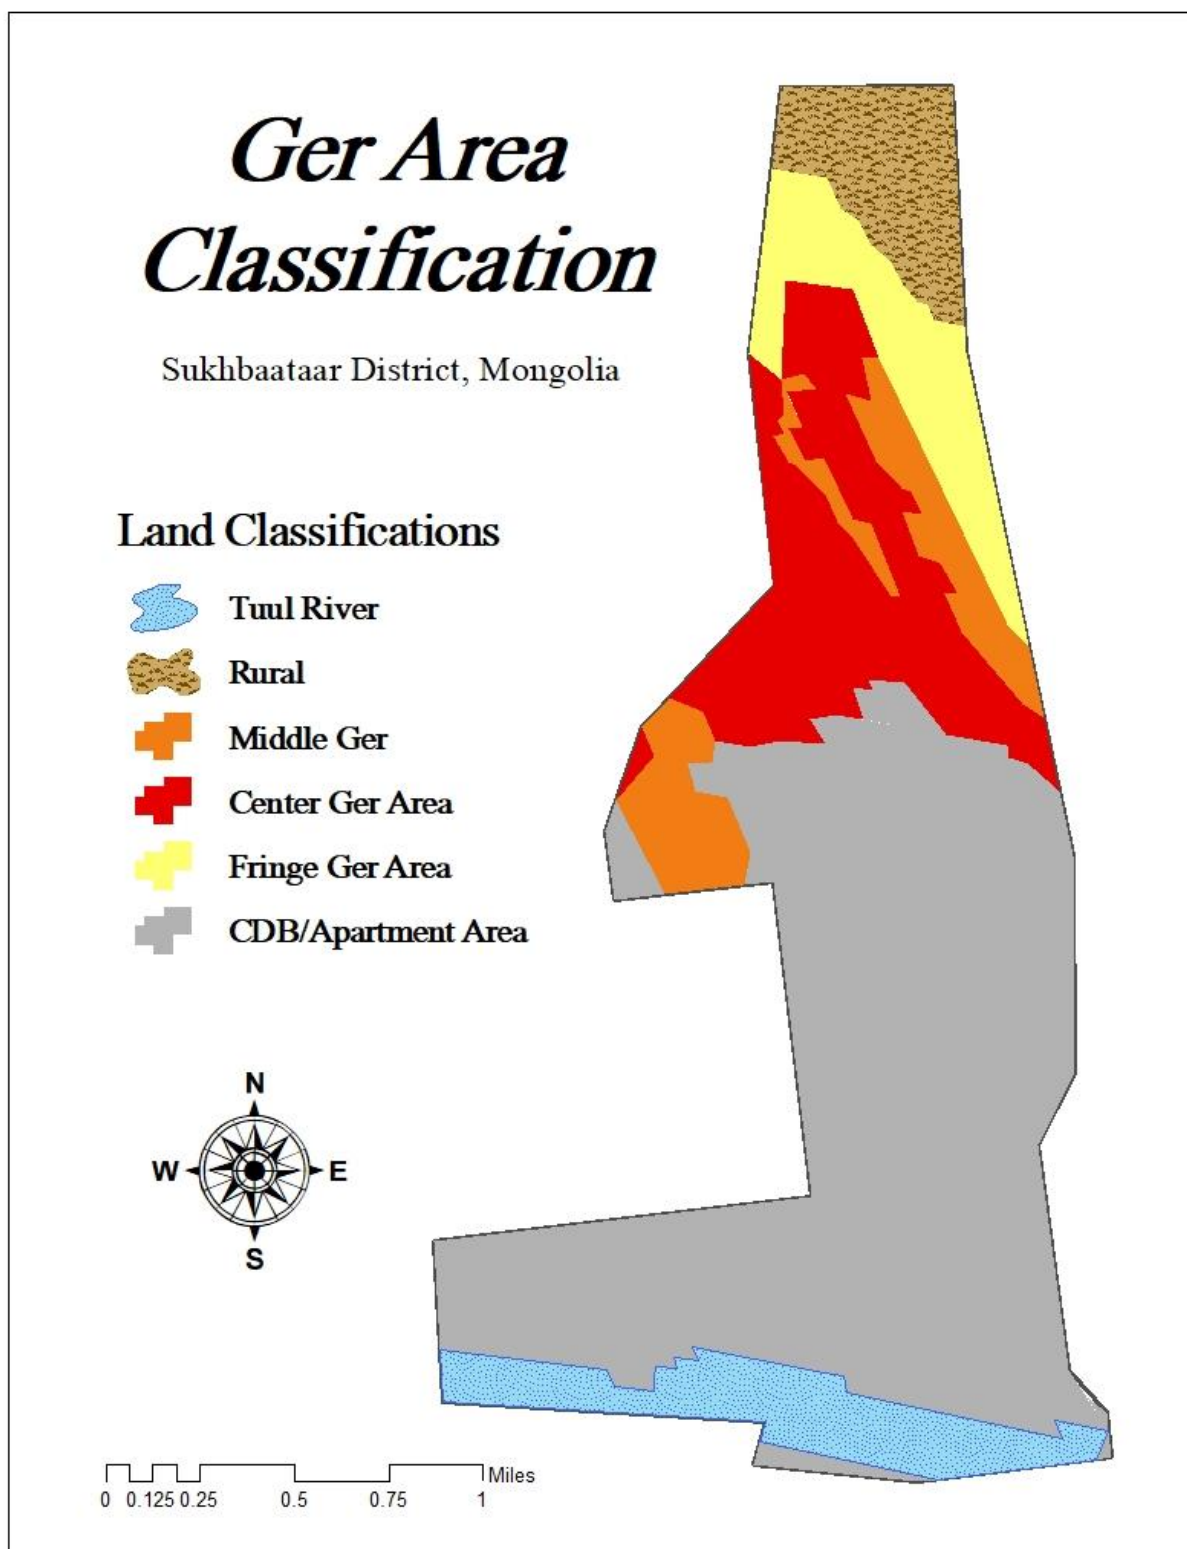 Ger Area
Classification
Sukhbaataar District, Mongolia
Land Classifications
Tuul River
Rural
Middle Ger
Center Ger Area
Fringe Ger Area
CDB/Apartment Area
N
W E
S
Miles
0 0.125 0.25 0.5 0.75 1